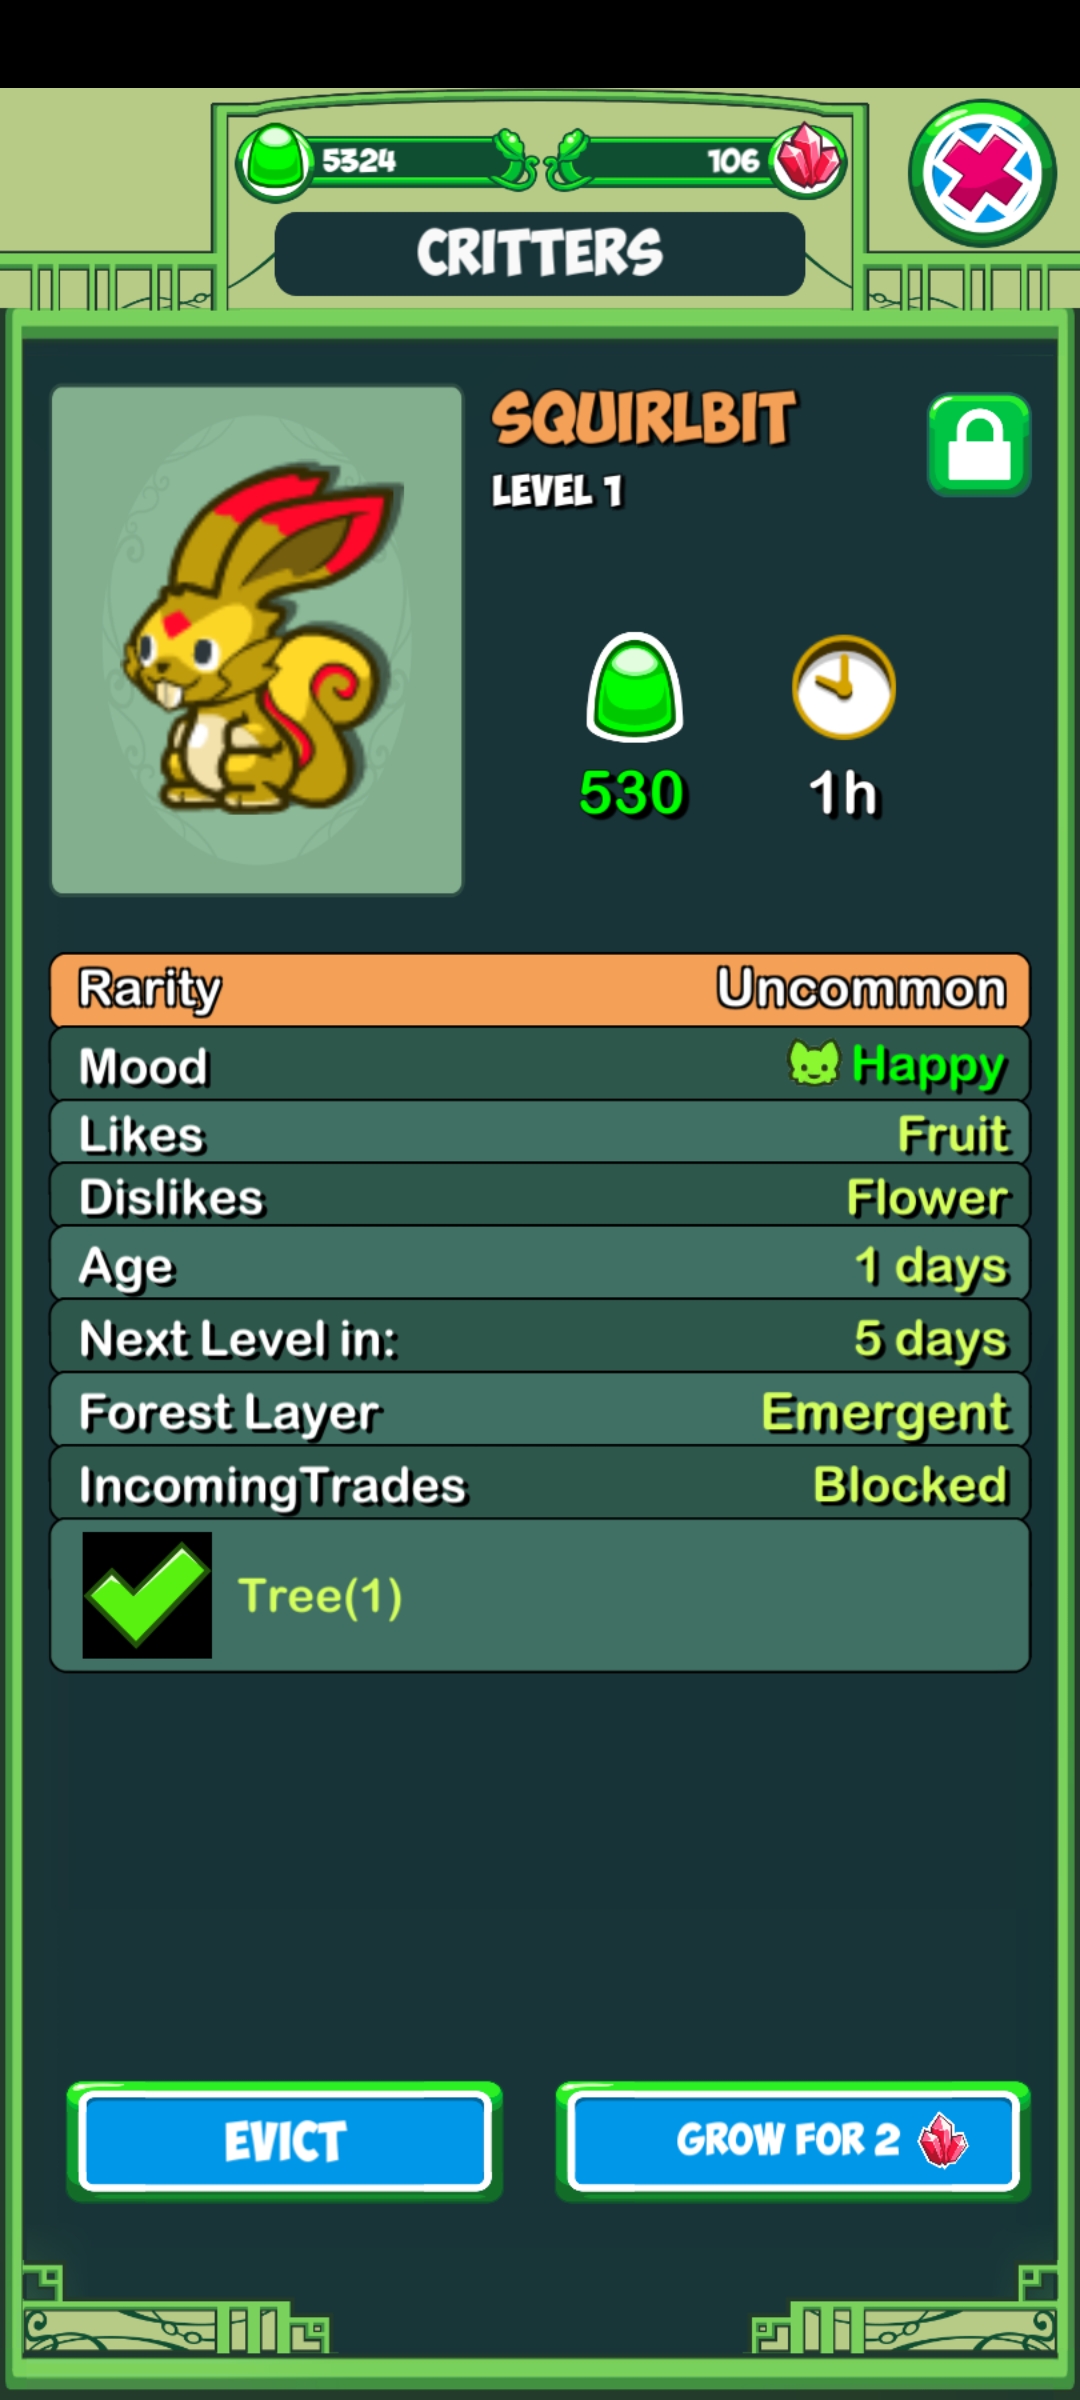 5324 106
CRITTERS
SQUIRLBIT
LEVEL 1
530 1h
Rarity Uncommon
Mood Happy
Likes Fruit
Dislikes Flower
Age 1 days
Next Level in: 5 days
Forest Layer Emergent
IncomingTrades Blocked
Tree(1)
EVICT GROW FOR 2